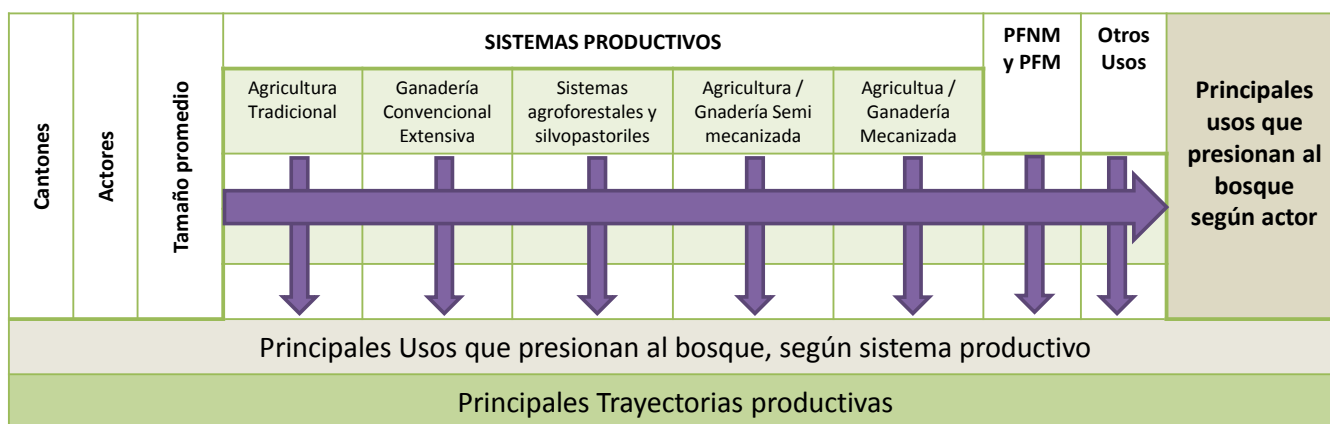 Cantones
Actores
Tamaño promedio
SISTEMAS PRODUCTIVOS
Agricultura
Tradicional
Ganadería
Convencional
Extensiva
Sistemas
agroforestales y
silvopastoriles
Agricultura /
Gnadería Semi
mecanizada
Agricultua /
Ganadería
Mecanizada
PFNM
y PFM
Otros
Usos
Principales
usos que
presionan al
bosque
según actor
Principales Usos que presionan al bosque, según sistema productivo
Principales Trayectorias productivas